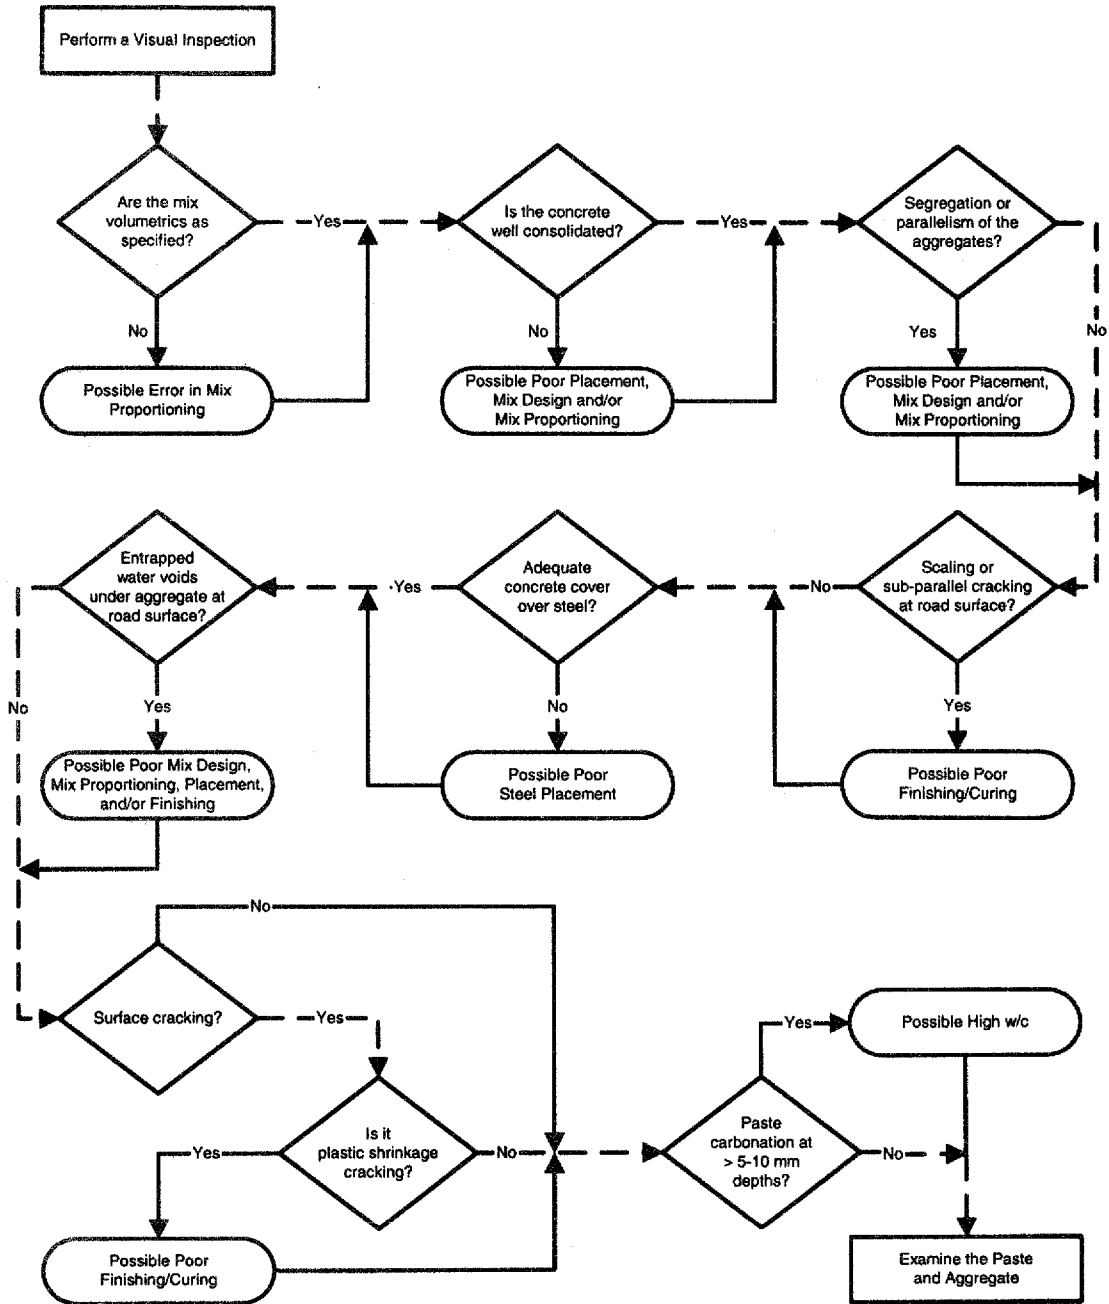 Perform a Visual Inspection
Are the mix
volumetrics as
specified?
Yes
Is the concrete
well consolidated?
Yes
Segregation or
parallelism of the
aggregates?
No
No
Yes
No
Possible Error in Mix
Proportioning
Possible Poor Placement,
Mix Design and/or
Mix Proportioning
Possible Poor Placement,
Mix Design and/or
Mix Proportioning
Entrapped
water voids
under aggregate at
road surface?
Yes
Adequate
concrete cover
over steel?
No
Scaling or
sub-parallel cracking
at road surface?
No
Yes
No
Yes
Possible Poor Mix Design,
Mix Proportioning, Placement,
and/or Finishing
Possible Poor
Steel Placement
Possible Poor
Finishing/Curing
No
Surface cracking?
Yes
Yes
Possible High w/c
Is it
plastic shrinkage
cracking?
Yes
No
Paste
carbonation at
> 5-10 mm
depths?
No
Possible Poor
Finishing/Curing
Examine the Paste
and Aggregate